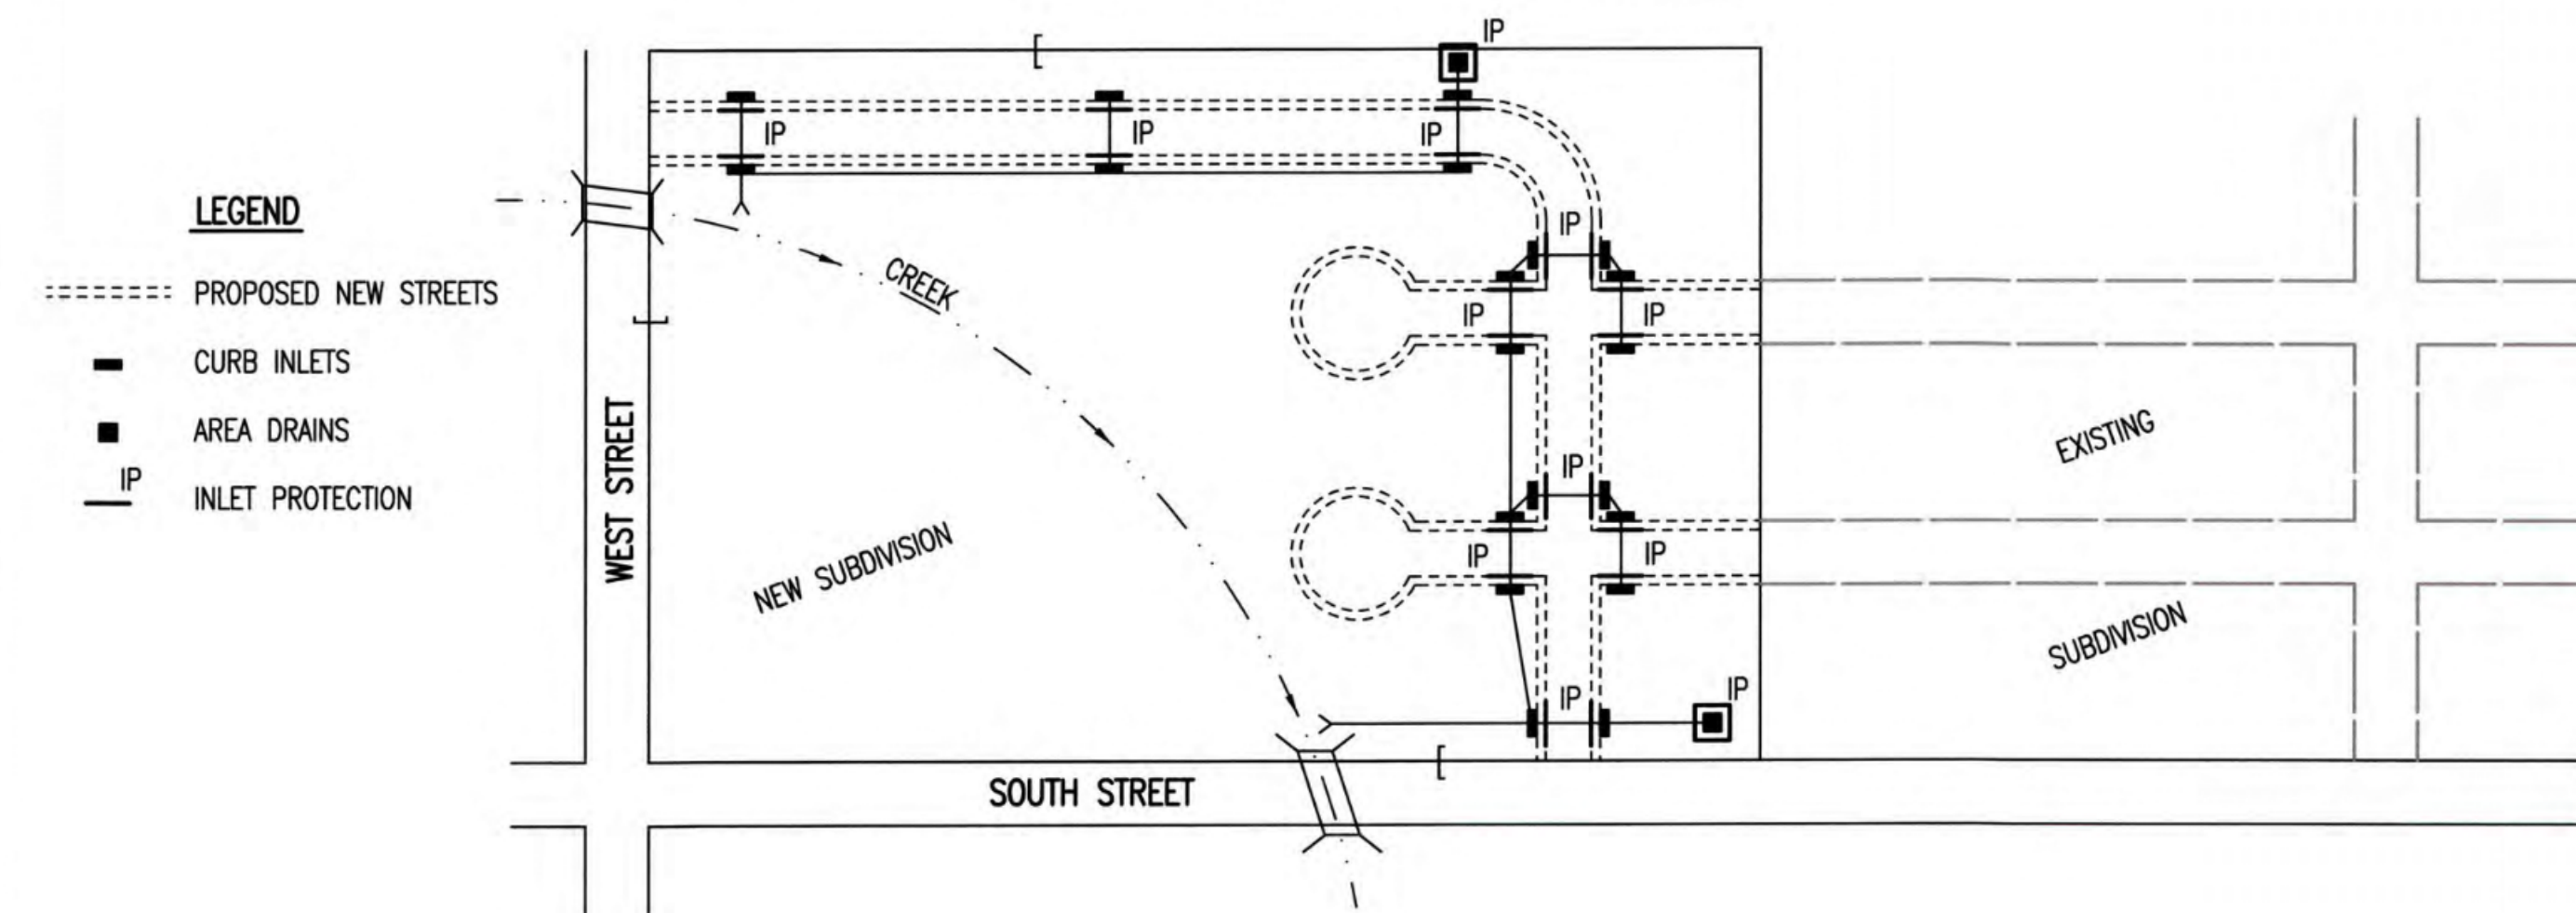 LEGEND
PROPOSED NEW STREETS
CURB INLETS
AREA DRAINS
IP
INLET PROTECTION
WEST STREET
IP
IP
IP
IP
CREEK
NEW SUBDIVISION
IP
IP
IP
IP
IP
IP
IP
IP
SOUTH STREET
EXISTING
SUBDIVISION